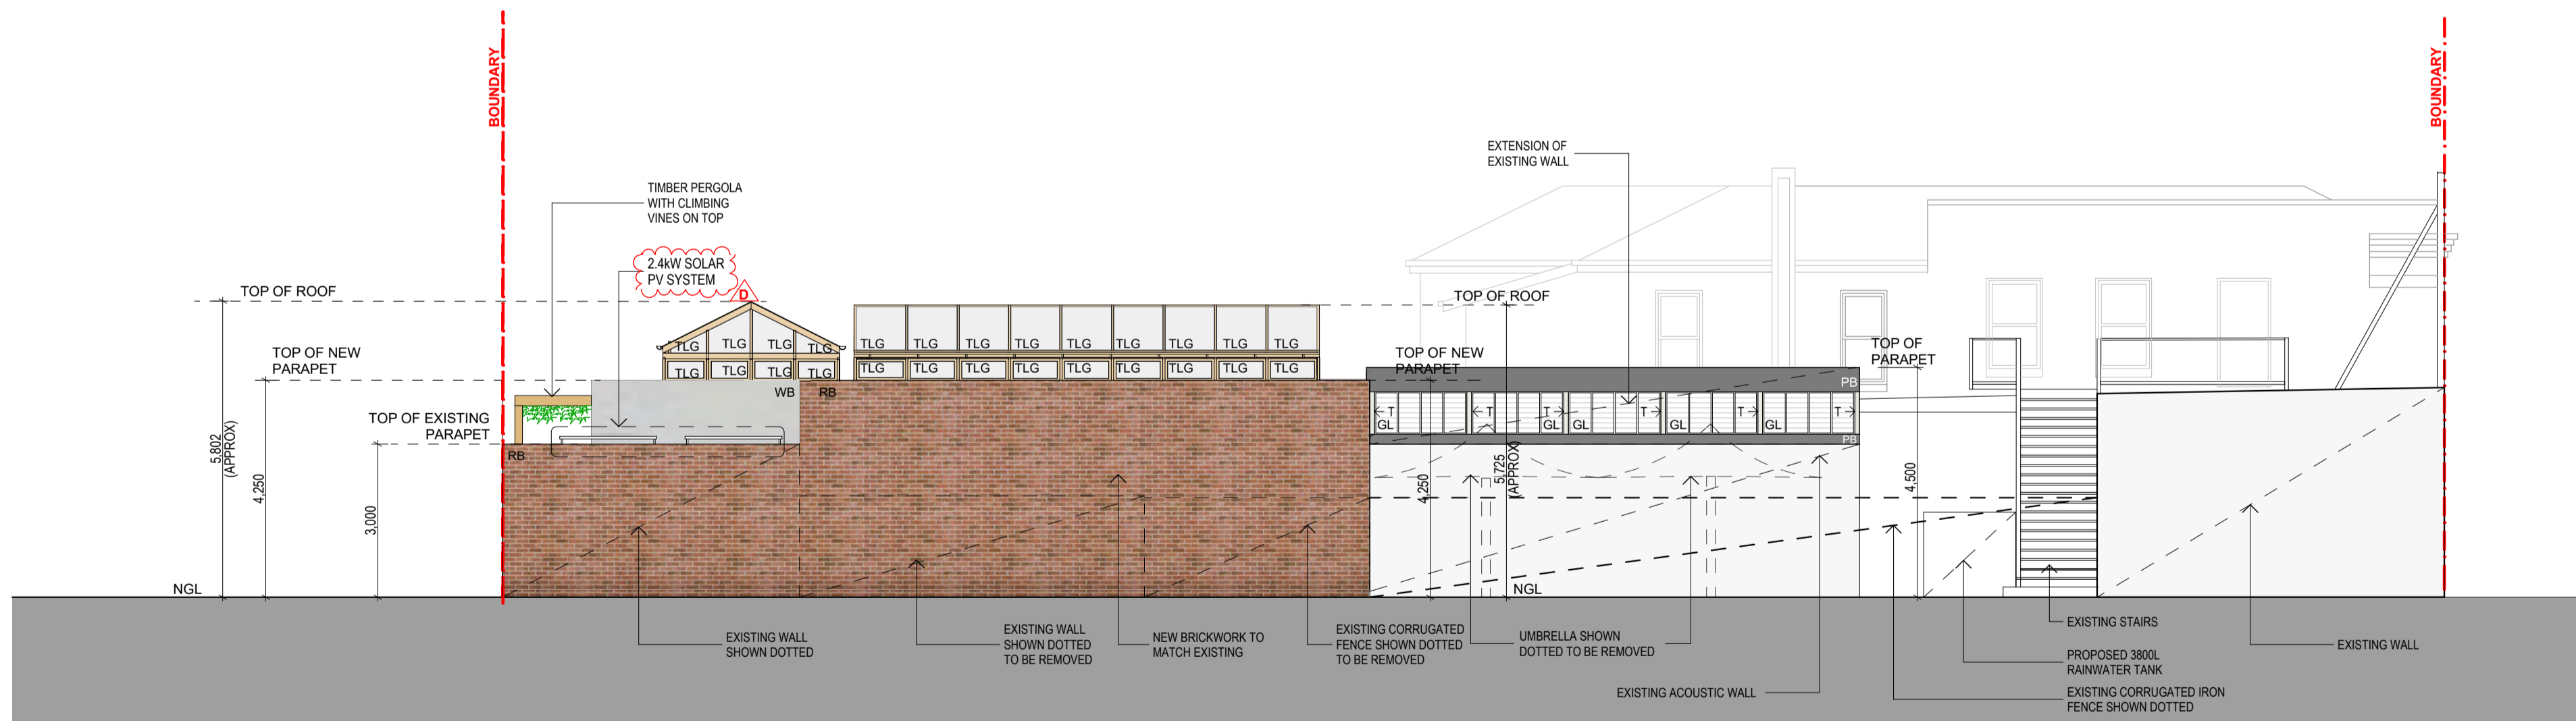 BOUNDARY
BOUNDARY
EXTENSION OF
EXISTING WALL
TIMBER PERGOLA
WITH CLIMBING
VINES ON TOP
2.4kW SOLAR
PV SYSTEM
D
TOP OF ROOF
TOP OF ROOF
TOP OF NEW
PARAPET
TOP OF NEW
PARAPET
TOP OF
PARAPET
TOP OF EXISTING
PARAPET
TLG TLG TLG TLG
TLG TLG TLG TLG
TLG TLG TLG TLG TLG TLG TLG TLG TLG
TLG TLG TLG TLG TLG TLG TLG TLG TLG
WB RB
RB
PB
T T T T T T
GL GL GL GL GL
PB
5,802
(APPROX)
4,250
3,000
4,250
5,725
(APPROX)
4,500
NGL
NGL
EXISTING WALL
SHOWN DOTTED
EXISTING WALL
SHOWN DOTTED
TO BE REMOVED
NEW BRICKWORK TO
MATCH EXISTING
EXISTING CORRUGATED
FENCE SHOWN DOTTED
TO BE REMOVED
UMBRELLA SHOWN
DOTTED TO BE REMOVED
EXISTING ACOUSTIC WALL
EXISTING STAIRS
PROPOSED 3800L
RAINWATER TANK
EXISTING CORRUGATED IRON
FENCE SHOWN DOTTED
EXISTING WALL